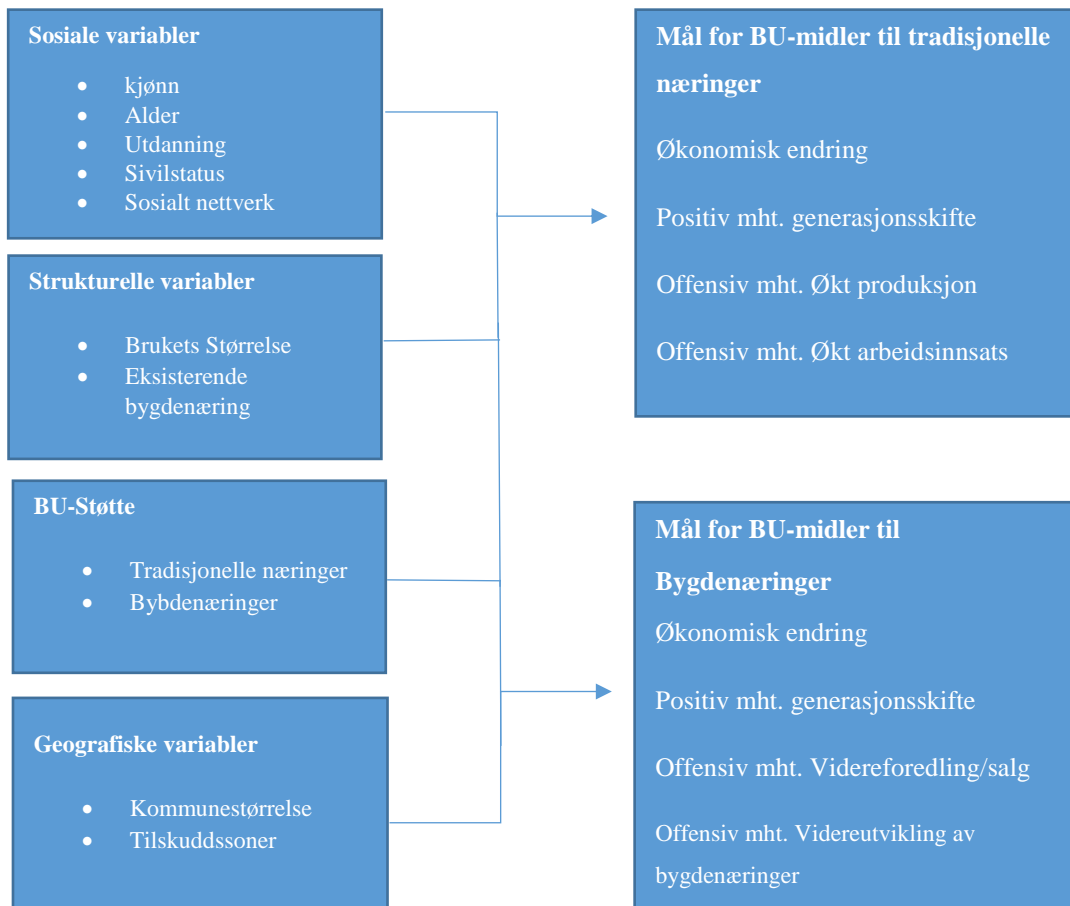 Sosiale variabler
• kjønn
• Alder
• Utdanning
• Sivilstatus
• Sosialt nettverk
Strukturelle variabler
• Brukets Størrelse
• Eksisterende
bygdenæring
BU-Støtte
• Tradisjonelle næringer
• Bybdenæringer
Geografiske variabler
• Kommunestørrelse
• Tilskuddssoner
Mål for BU-midler til tradisjonelle
næringer
Økonomisk endring
Positiv mht. generasjonsskifte
Offensiv mht. Økt produksjon
Offensiv mht. Økt arbeidsinnsats
Mål for BU-midler til
Bygdenæringer
Økonomisk endring
Positiv mht. generasjonsskifte
Offensiv mht. Videreforedling/salg
Offensiv mht. Videreutvikling av
bygdenæringer